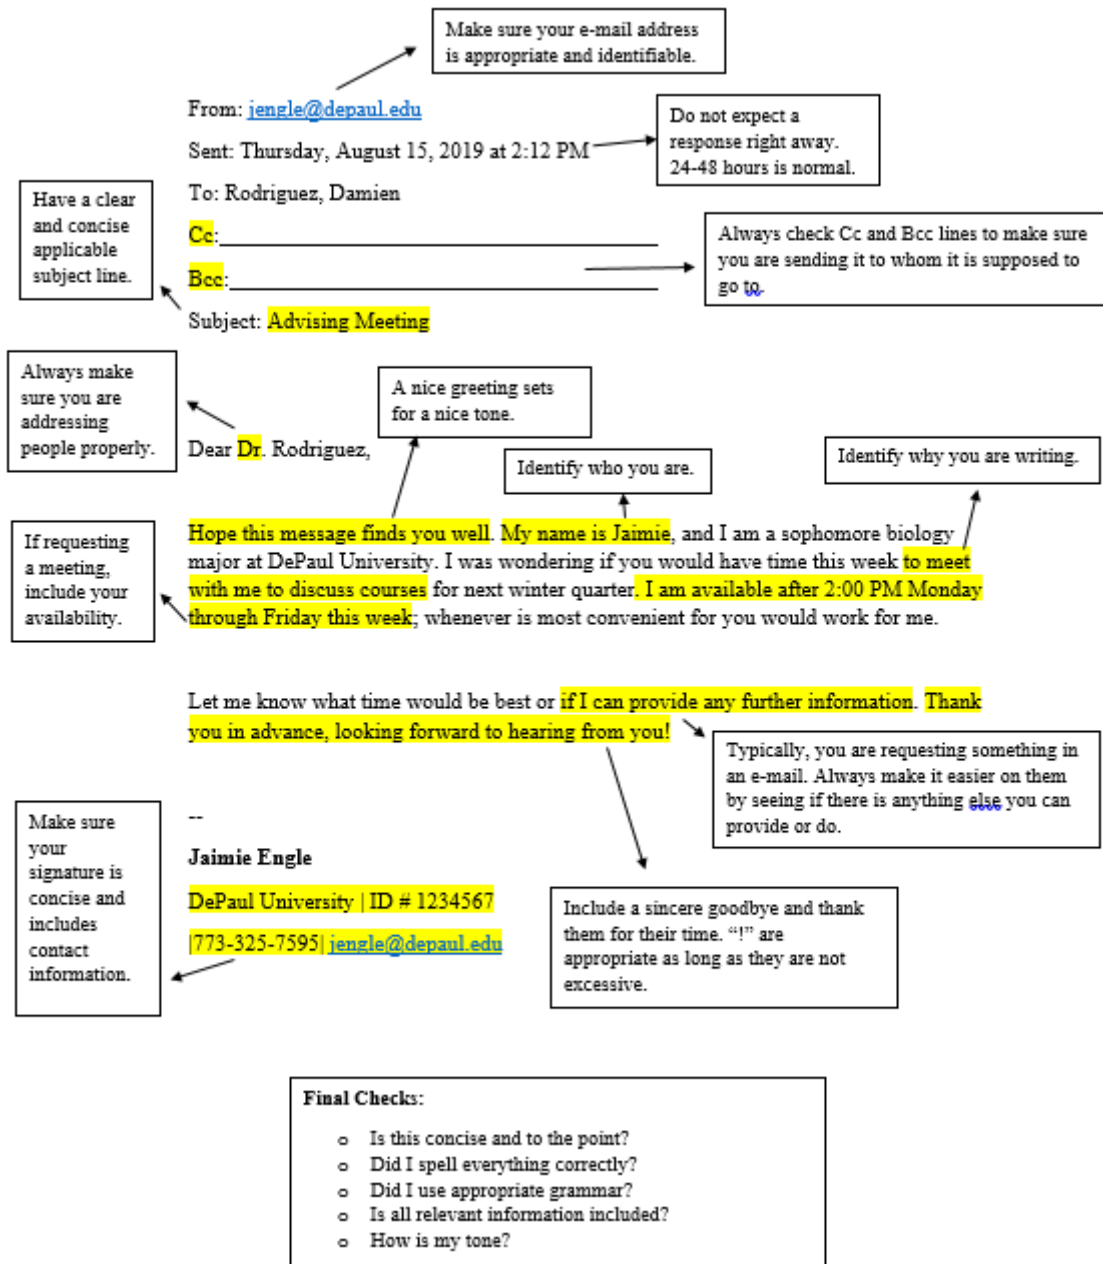 Make sure your e-mail address
is appropriate and identifiable.
From: jengle@depaul.edu
Do not expect a
response right away.
24-48 hours is normal.
Sent: Thursday, August 15, 2019 at 2:12 PM
To: Rodriguez, Damien
Have a clear
and concise
applicable
subject line.
Cc:
Always check Cc and Bcc lines to make sure
you are sending it to whom it is supposed to
go to.
Bcc:
Subject: Advising Meeting
Always make
sure you are
addressing
people properly.
A nice greeting sets
for a nice tone.
Dear Dr. Rodriguez,
Identify who you are.
Identify why you are writing.
If requesting
a meeting,
include your
availability.
Hope this message finds you well. My name is Jaimie, and I am a sophomore biology
major at DePaul University. I was wondering if you would have time this week to meet
with me to discuss courses for next winter quarter. I am available after 2:00 PM Monday
through Friday this week; whenever is most convenient for you would work for me.
Let me know what time would be best or if I can provide any further information. Thank
you in advance, looking forward to hearing from you!
Typically, you are requesting something in
an e-mail. Always make it easier on them
by seeing if there is anything else you can
provide or do.
Make sure
your
signature is
concise and
includes
contact
information.
--
Jaimie Engle
DePaul University | ID # 1234567
|773-325-7595| jengle@depaul.edu
Include a sincere goodbye and thank
them for their time. “!” are
appropriate as long as they are not
excessive.
Final Checks:
o Is this concise and to the point?
o Did I spell everything correctly?
o Did I use appropriate grammar?
o Is all relevant information included?
o How is my tone?